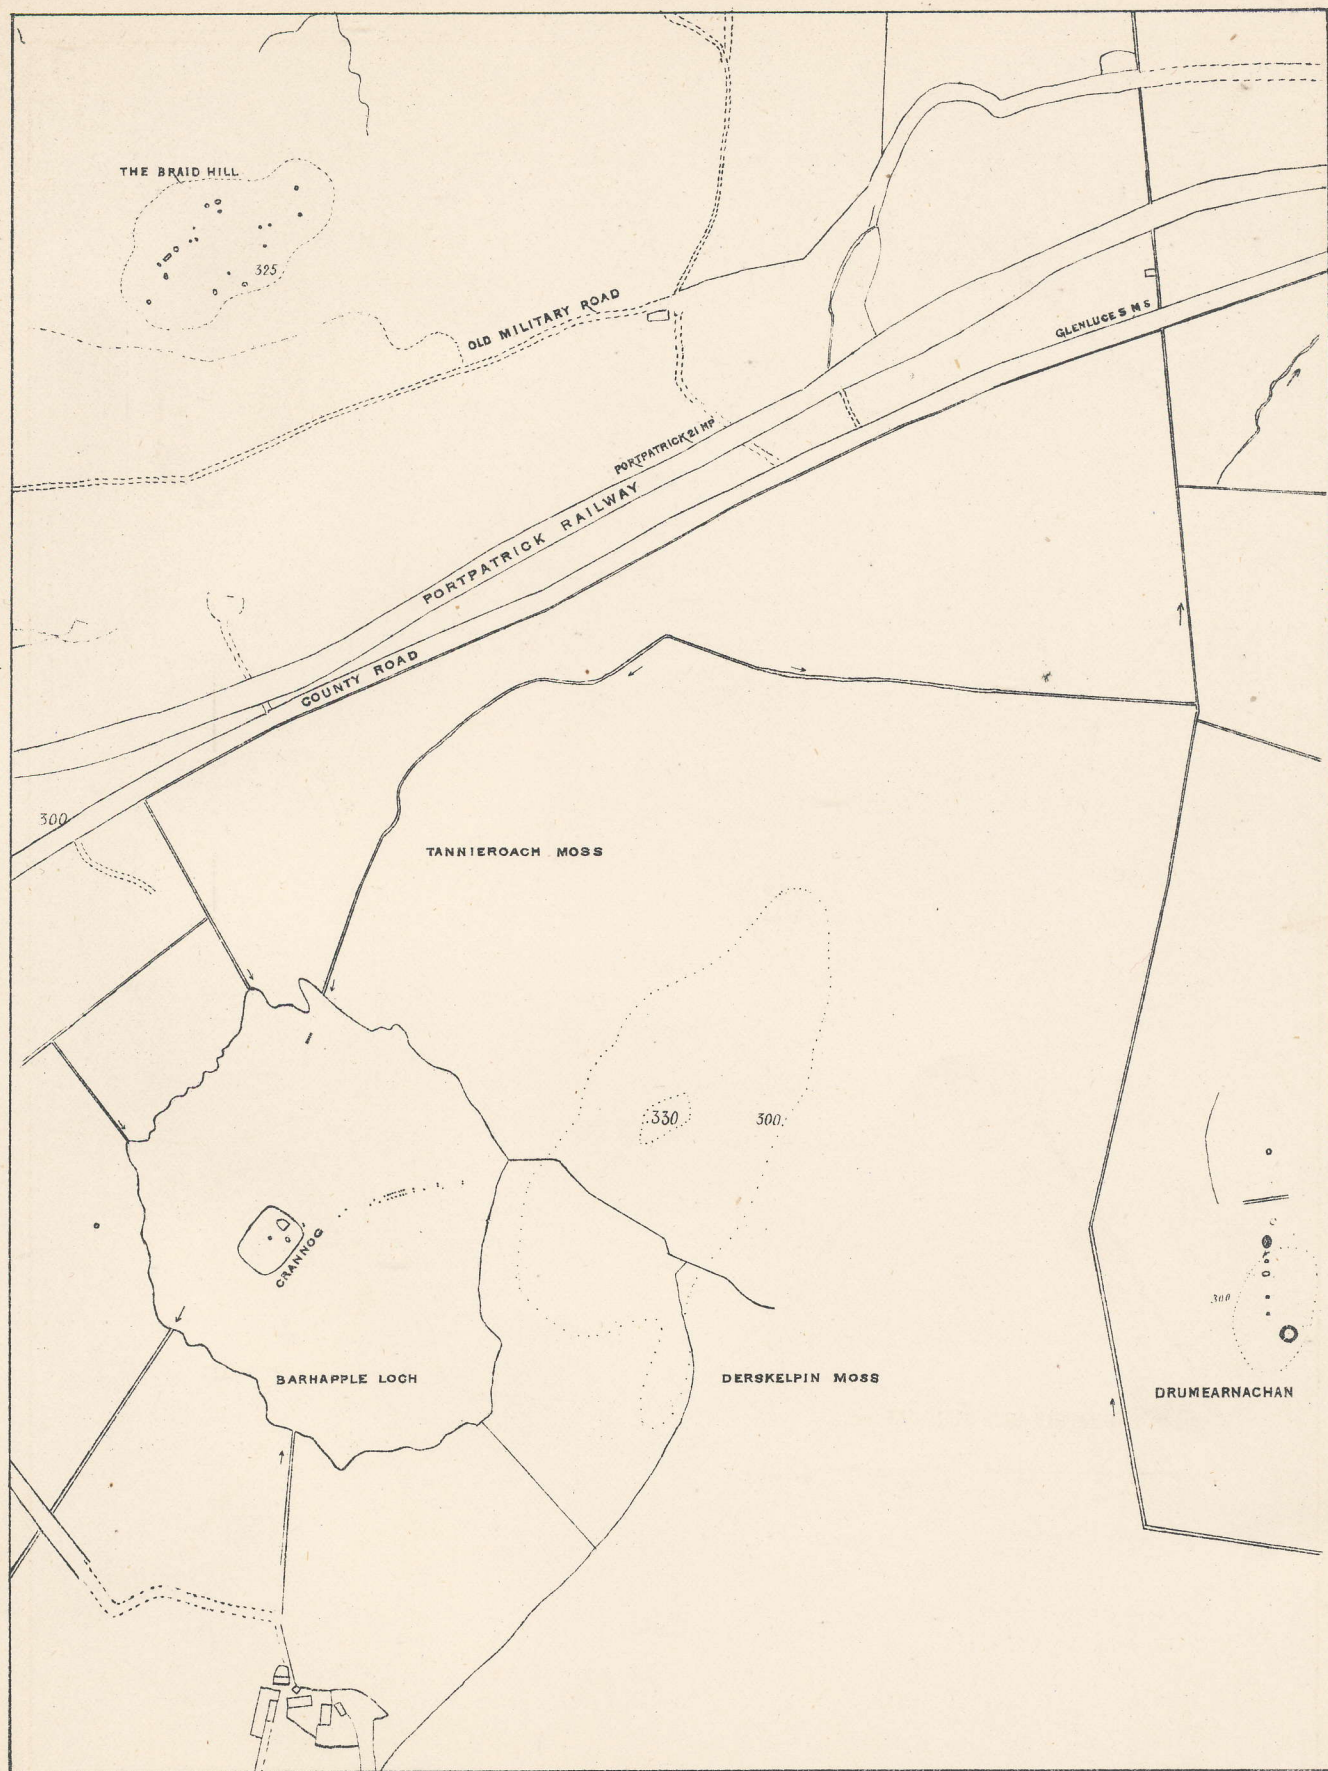 THE BRAID HILL
325
OLD MILITARY ROAD
GLENLUCE 5 M S
PORTPATRICK 21 MP
PORTPATRICK RAILWAY
COUNTY ROAD
300
TANNIEROACH MOSS
330
300
CRANNOG
300
BARHAPPLE LOCH
DERSKELPIN MOSS
DRUMEARNACHAN